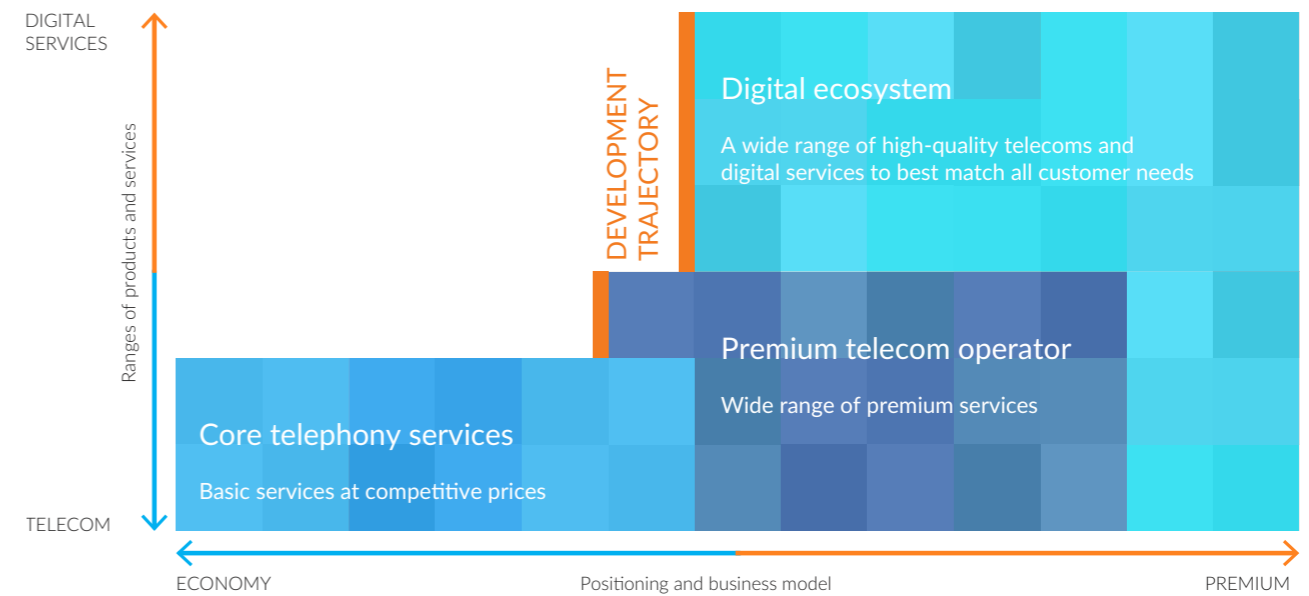 DIGITAL
SERVICES
Ranges of products and services
TELECOM
DEVELOPMENT
TRAJECTORY
Digital ecosystem
A wide range of high-quality telecoms and
digital services to best match all customer needs
Premium telecom operator
Wide range of premium services
Core telephony services
Basic services at competitive prices
ECONOMY
Positioning and business model
PREMIUM